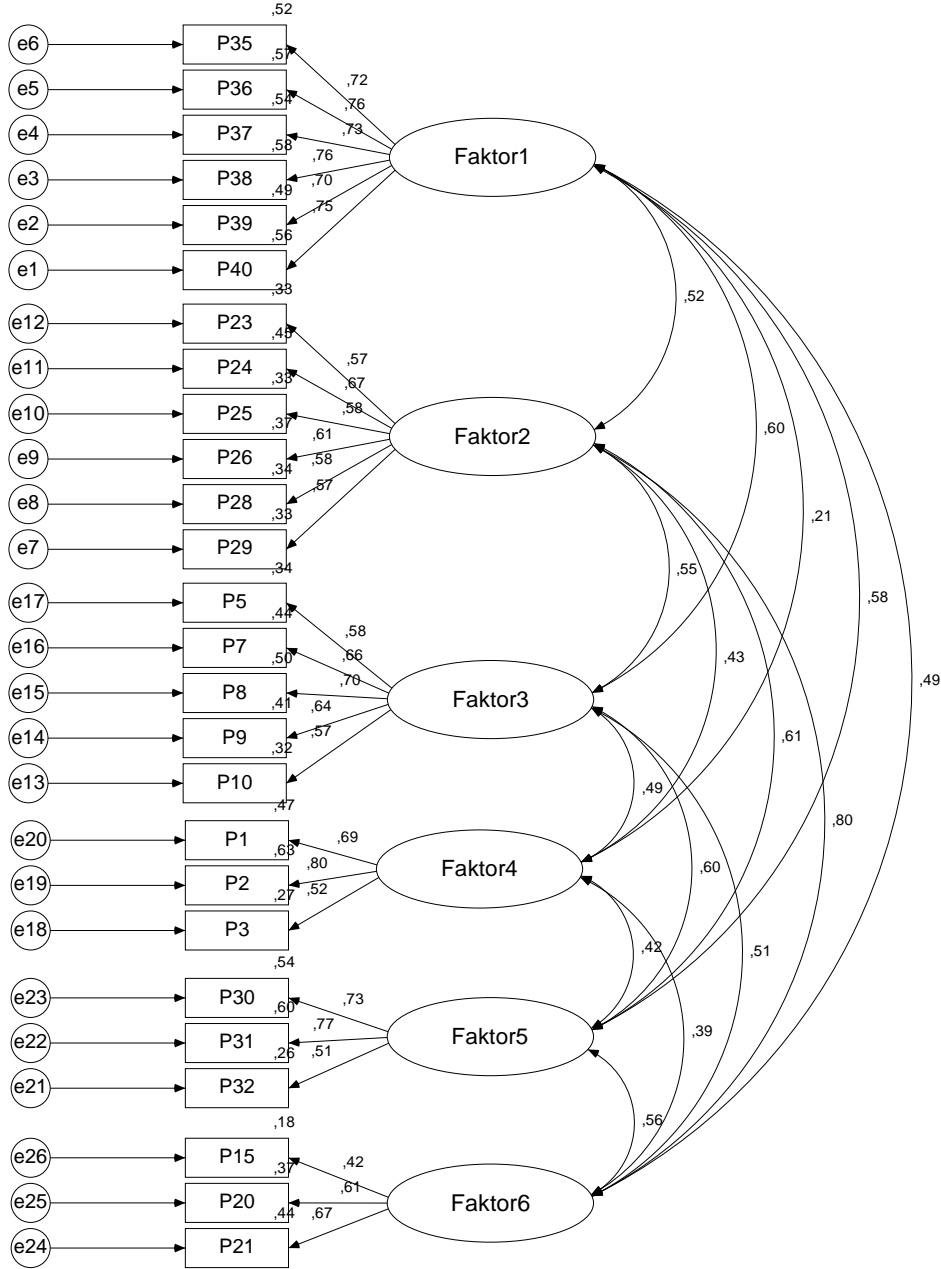 ,52
e6 P35
,57
,72
e5 P36
,54 ,76
e4 P37 ,73
,58 ,76 Faktor1
e3 P38
,49 ,70
e2 P39 ,75
,56
e1 P40
,33 ,52
e12 P23
,45 ,57
e11 P24
,33 ,67
e10 P25 ,58
,37 ,60
,61 Faktor2
e9 P26
,34 ,58
e8 P28 ,57
,33 ,21
e7 P29
,34 ,55
e17 P5 ,58
,44 ,58
e16 P7 ,66 ,43
,50 ,70
e15 P8 ,49
,41 ,64 Faktor3
e14 P9 ,57 ,61
,32
e13 P10 ,49
,47 ,80
e20 P1 ,69
,63 ,80 Faktor4 ,60
e19 P2 ,52
,27
e18 P3 ,42 ,51
,54
e23 P30 ,73
,60 ,77 ,39
e22 P31 Faktor5
,26 ,51
e21 P32
,18 ,56
e26 P15 ,42
,37
e25 P20 ,61 Faktor6
,44 ,67
e24 P21